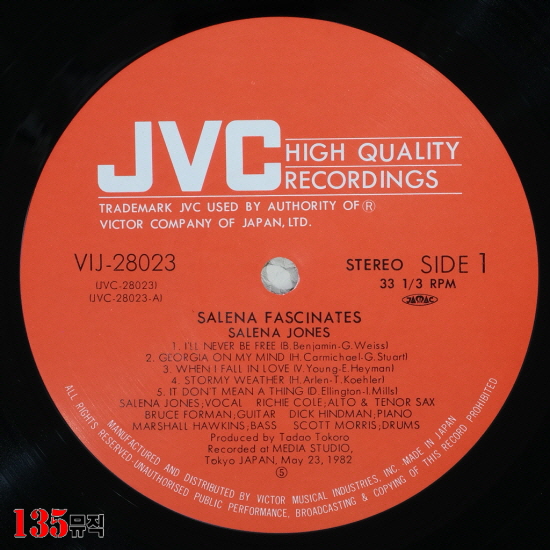 JVC
HIGH QUALITY
RECORDINGS
TRADEMARK JVC USED BY AUTHORITY OF Ⓡ
VICTOR COMPANY OF JAPAN, LTD.
VIJ-28023
(JVC-28023)
(JVC-28023-A)
STEREO SIDE 1
33 1/3 RPM
JASRAC
SALENA FASCINATES
SALENA JONES
1. I'LL NEVER BE FREE (B.Benjamin-G.Weiss)
2. GEORGIA ON MY MIND (H.Carmichael-G.Stuart)
3. WHEN I FALL IN LOVE (V.Young-E.Heyman)
4. STORMY WEATHER (H.Arlen-T.Koehler)
5. IT DON'T MEAN A THING (D.Ellington-I.Mills)
SALENA JONES;VOCAL RICHIE COLE;ALTO & TENOR SAX
BRUCE FORMAN;GUITAR DICK HINDMAN;PIANO
MARSHALL HAWKINS;BASS SCOTT MORRIS;DRUMS
Produced by Tadao Tokoro
Recorded at MEDIA STUDIO,
Tokyo JAPAN, May 23, 1982
Ⓢ
MANUFACTURED AND DISTRIBUTED BY VICTOR MUSICAL INDUSTRIES, INC. MADE IN JAPAN
ALL RIGHTS RESERVED·UNAUTHORISED PUBLIC PERFORMANCE, BROADCASTING & COPYING OF THIS RECORD PROHIBITED
135뮤직